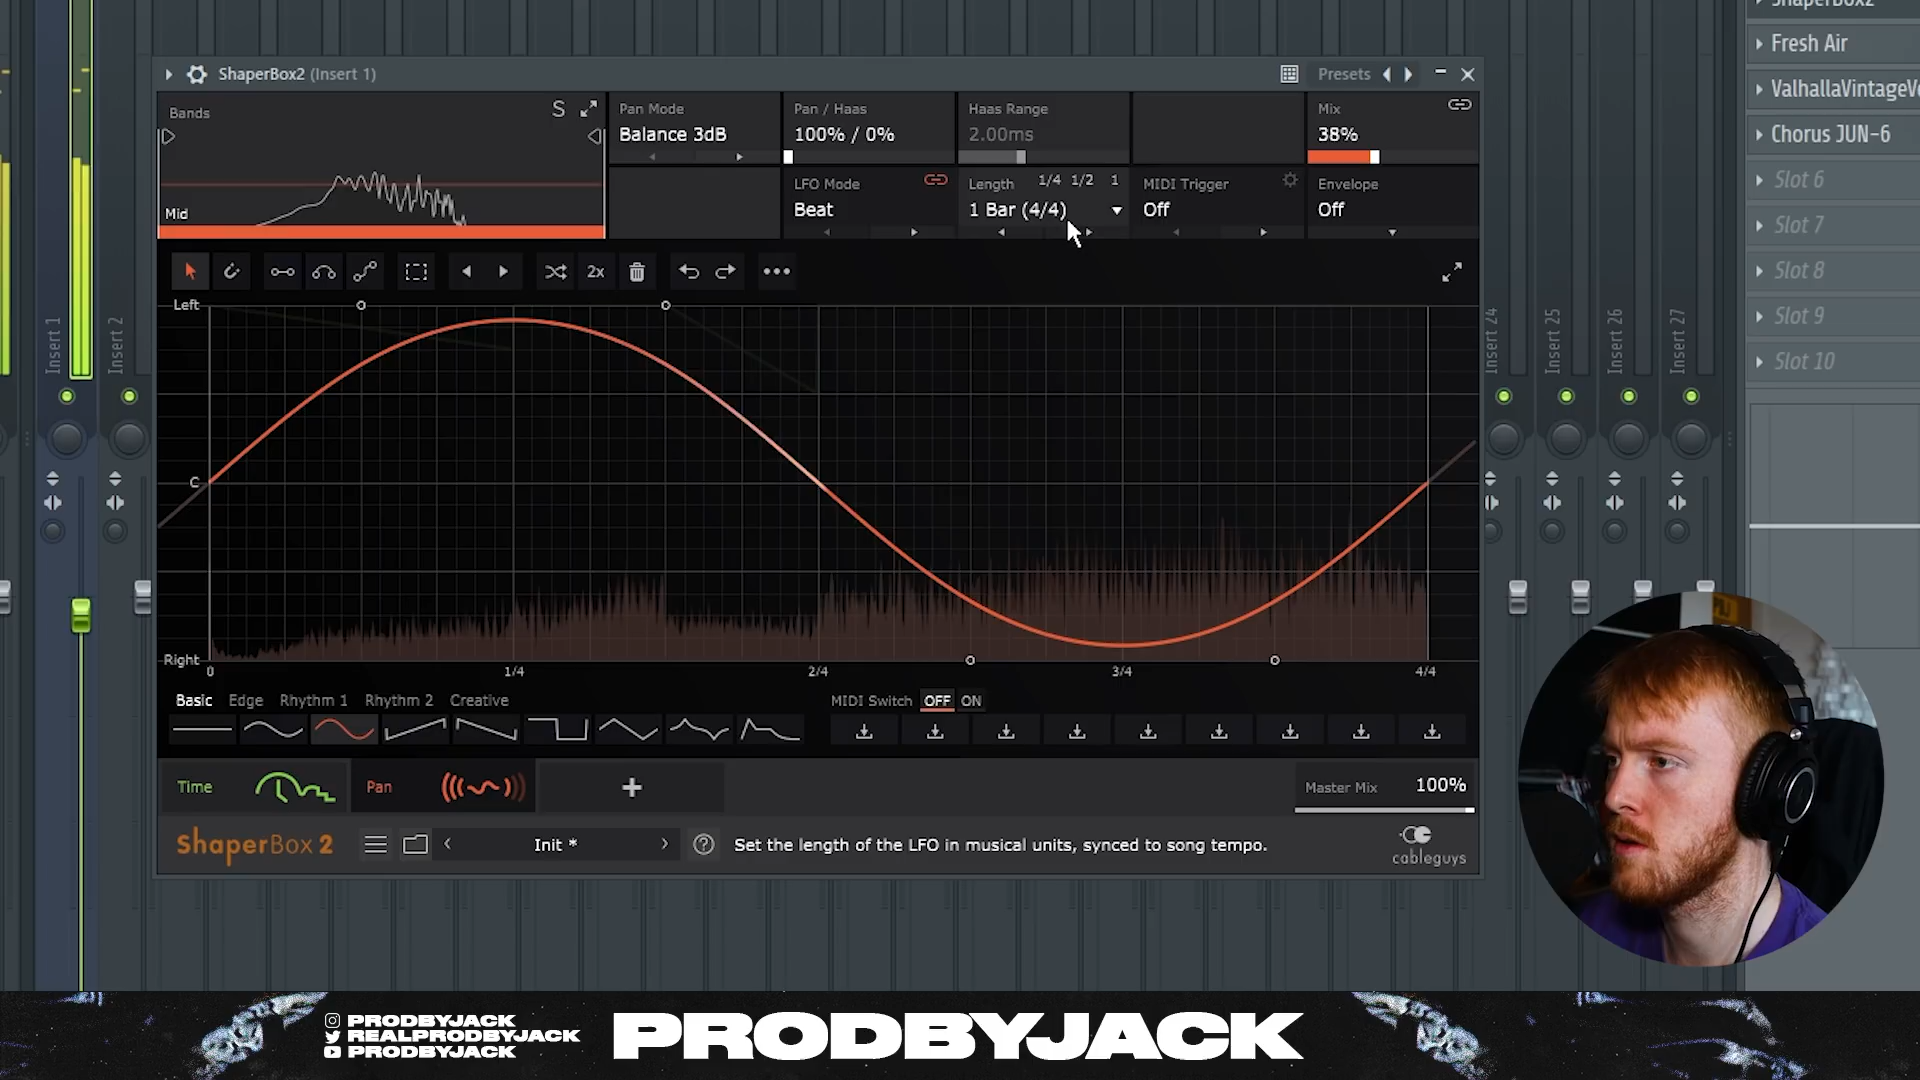 ShaperBox2
Fresh Air
ValhallaVintageVe
Chorus JUN-6
Slot 6
Slot 7
Slot 8
Slot 9
Slot 10
ShaperBox2 (Insert 1)
Presets
Bands
S
Mid
Pan Mode
Balance 3dB
Pan / Haas
100% / 0%
Haas Range
2.00ms
Mix
38%
LFO Mode
Beat
Length 1/4 1/2 1
1 Bar (4/4)
MIDI Trigger
Off
Envelope
Off
2x
Left
C
Right
0 1/4 2/4 3/4 4/4
Insert 1
Insert 2
Insert 24
Insert 25
Insert 26
Insert 27
Basic Edge Rhythm 1 Rhythm 2 Creative
MIDI Switch OFF ON
Time
Pan
+
Master Mix 100%
ShaperBox 2
Init *
?
Set the length of the LFO in musical units, synced to song tempo.
cableguys
PRODBYJACK
REALPRODBYJACK
PRODBYJACK
PRODBYJACK